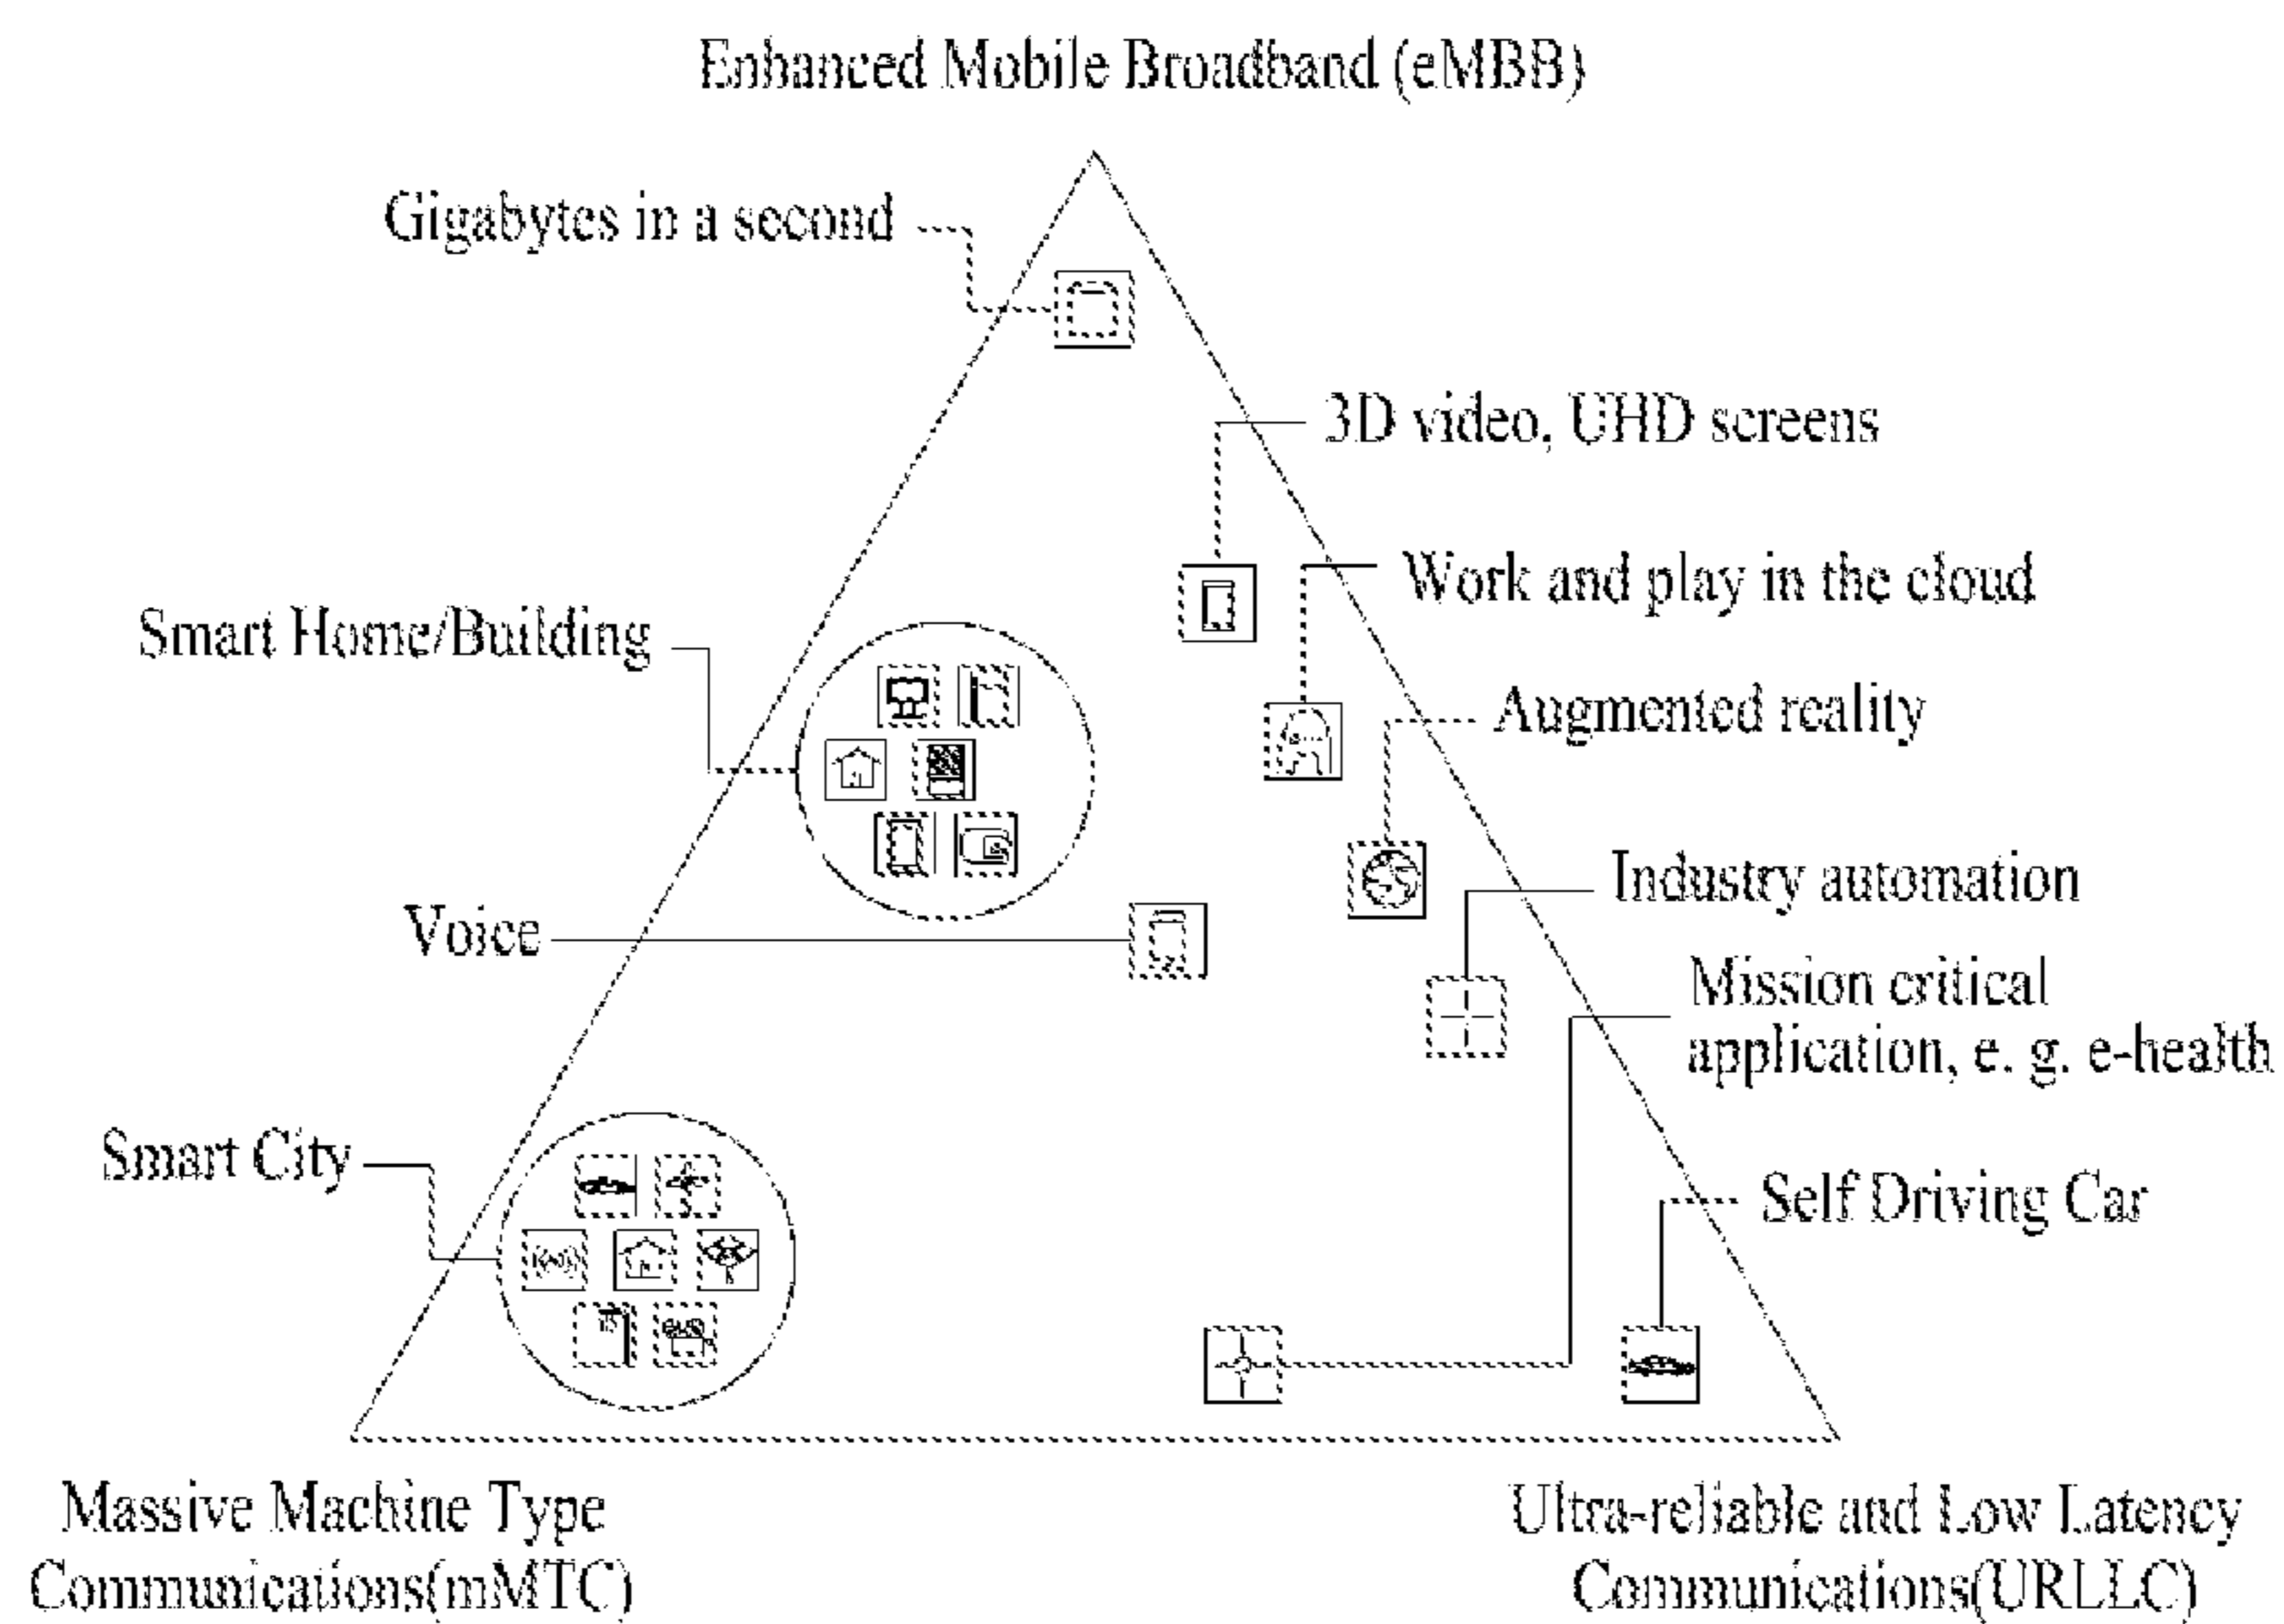 Enhanced Mobile Broadband (eMBB)
Gigabytes in a second
3D video, UHD screens
Work and play in the cloud
Smart Home/Building
Augmented reality
Industry automation
Voice
Mission critical
application, e. g. e-health
Smart City
Self Driving Car
Massive Machine Type
Communications(mMTC)
Ultra-reliable and Low Latency
Communications(URLLC)